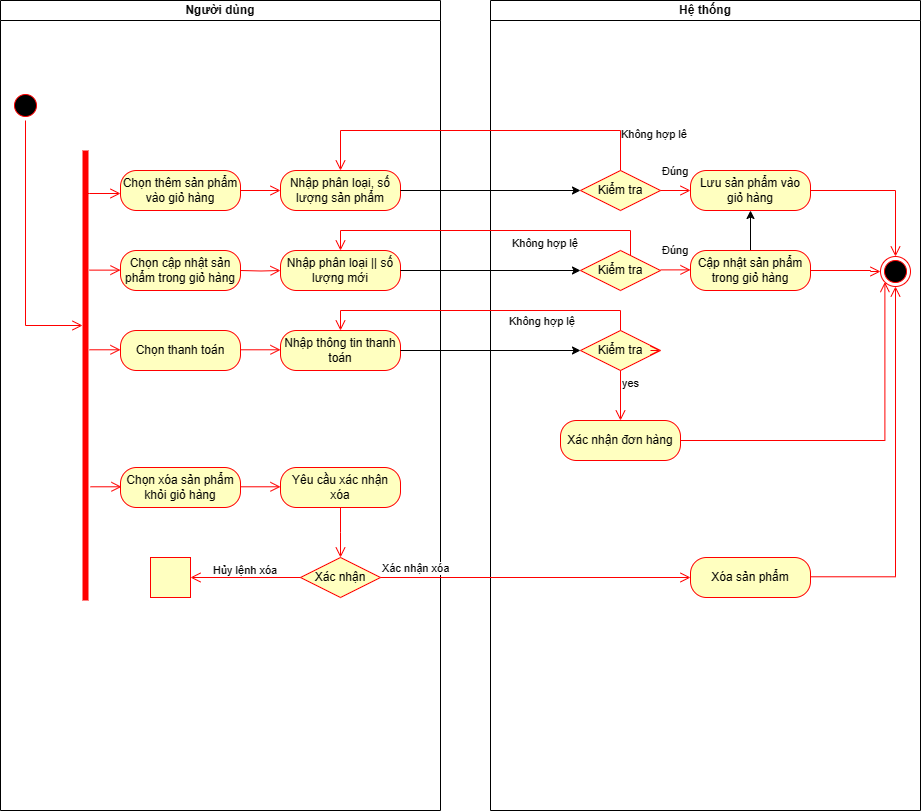 Người dùng
Hệ thống
Không hợp lê
Chọn thêm sản phẩm
vào giỏ hàng
Nhập phân loại, số
lượng sản phẩm
Kiểm tra
Đúng
Lưu sản phẩm vào
giỏ hàng
Không hợp lệ
Chọn cập nhật sản
phẩm trong giỏ hàng
Nhập phân loại || số
lượng mới
Kiểm tra
Đúng
Cập nhật sản phẩm
trong giỏ hàng
Không hợp lệ
Chọn thanh toán
Nhập thông tin thanh
toán
Kiểm tra
yes
Xác nhận đơn hàng
Chọn xóa sản phẩm
khỏi giỏ hàng
Yêu cầu xác nhận
xóa
Hủy lệnh xóa
Xác nhận
Xác nhận xóa
Xóa sản phẩm